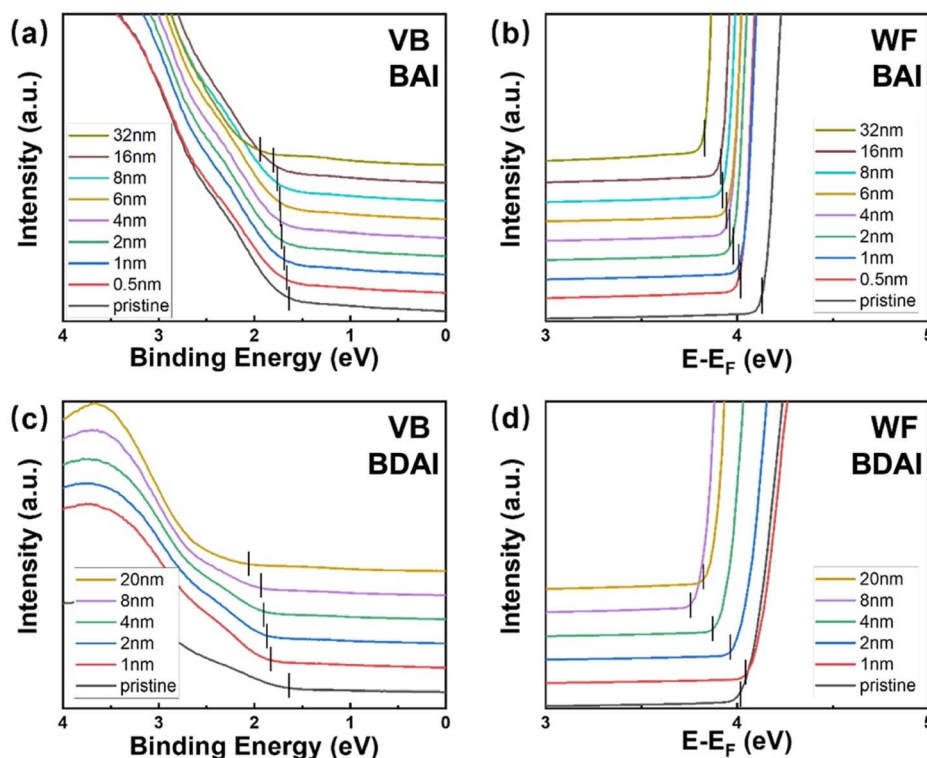 (a)
VB
BAI
Intensity (a.u.)
32nm
16nm
8nm
6nm
4nm
2nm
1nm
0.5nm
pristine
4 3 2 1 0
Binding Energy (eV)
(b)
WF
BAI
Intensity (a.u.)
32nm
16nm
8nm
6nm
4nm
2nm
1nm
0.5nm
pristine
3 4 5
E-E_F (eV)
(c)
VB
BDAI
Intensity (a.u.)
20nm
8nm
4nm
2nm
1nm
pristine
4 3 2 1 0
Binding Energy (eV)
(d)
WF
BDAI
Intensity (a.u.)
20nm
8nm
4nm
2nm
1nm
pristine
3 4 5
E-E_F (eV)